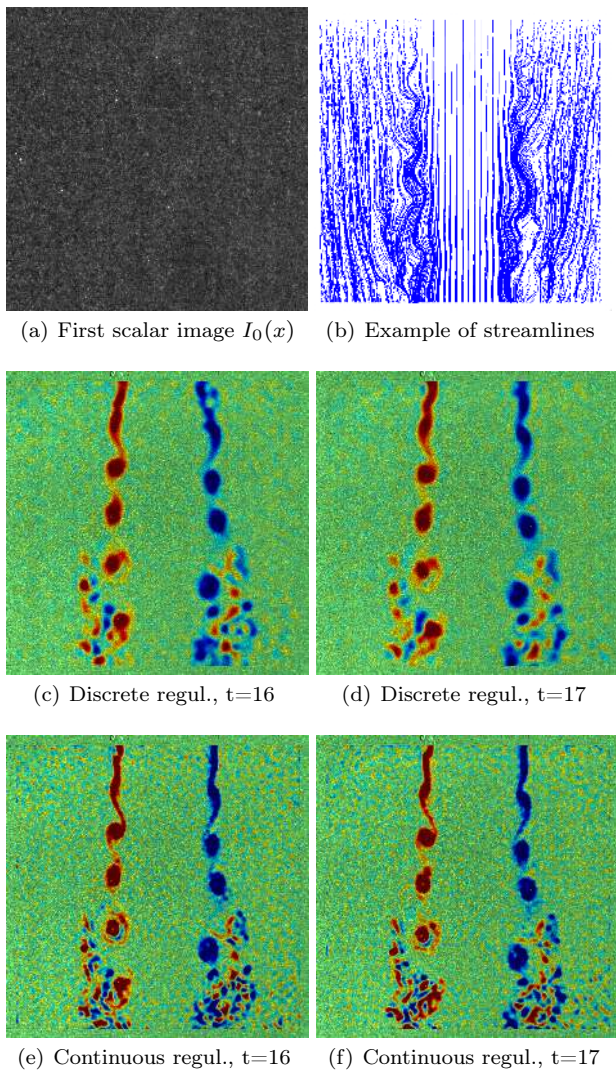 (a) First scalar image I₀(x)
(b) Example of streamlines
(c) Discrete regul., t=16
(d) Discrete regul., t=17
(e) Continuous regul., t=16
(f) Continuous regul., t=17